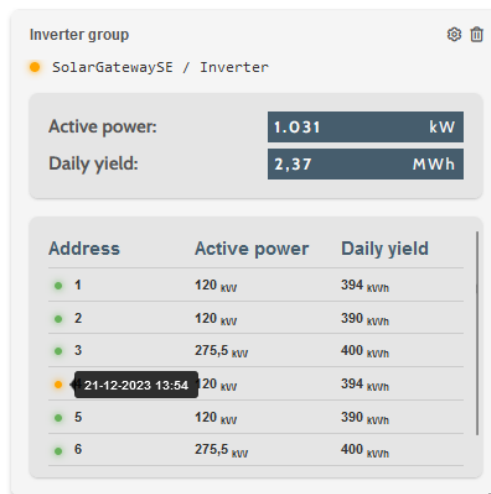 Inverter group
SolarGatewaySE / Inverter
Active power: 1.031 kW
Daily yield: 2,37 MWh
Address Active power Daily yield
1 120 kW 394 kWh
2 120 kW 390 kWh
3 275,5 kW 400 kWh
21-12-2023 13:54 120 kW 394 kWh
5 120 kW 390 kWh
6 275,5 kW 400 kWh